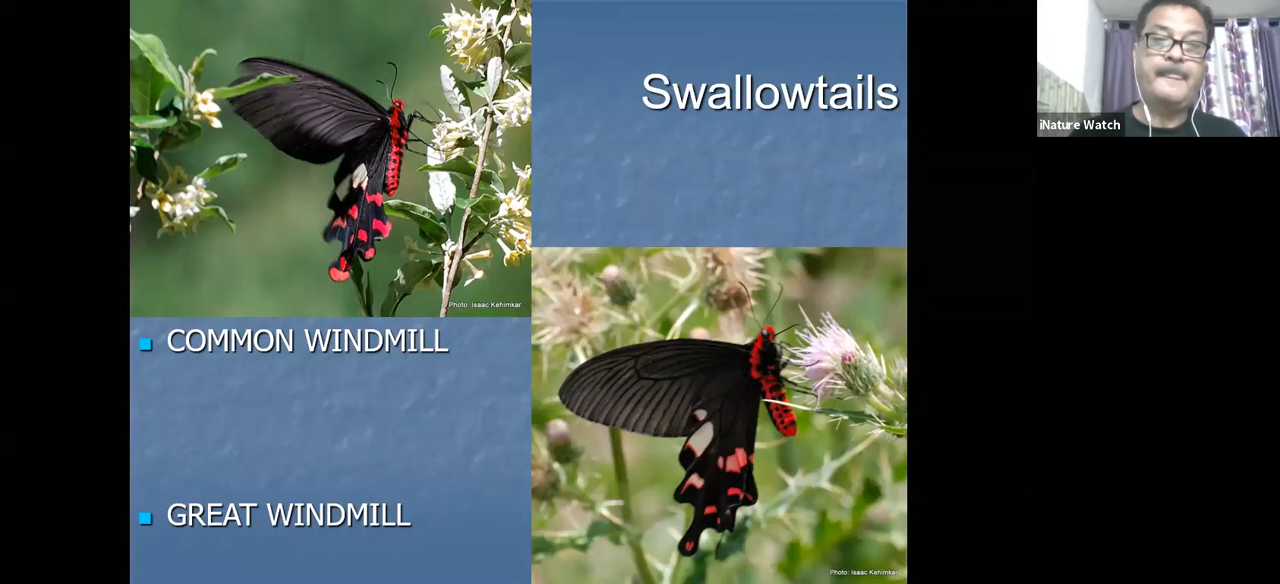 Swallowtails
iNature Watch
Photo: Isaac Kehimkar
COMMON WINDMILL
GREAT WINDMILL
Photo: Isaac Kehimkar